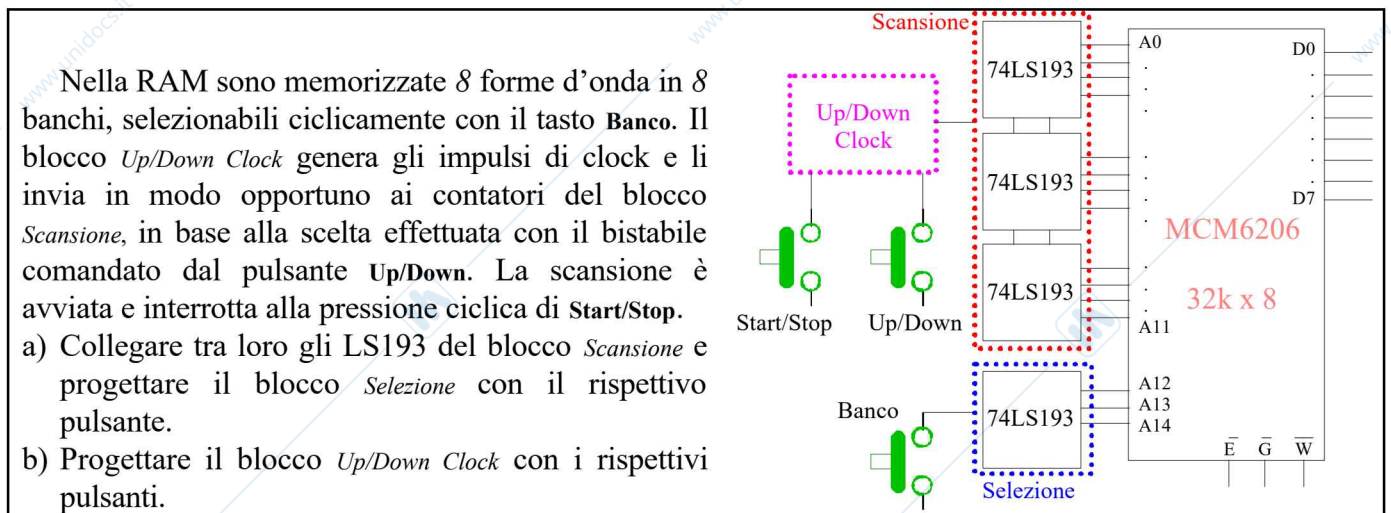 Nella RAM sono memorizzate 8 forme d'onda in 8
banchi, selezionabili ciclicamente con il tasto Banco. Il
blocco Up/Down Clock genera gli impulsi di clock e li
invia in modo opportuno ai contatori del blocco
Scansione, in base alla scelta effettuata con il bistabile
comandato dal pulsante Up/Down. La scansione è
avviata e interrotta alla pressione ciclica di Start/Stop.
a) Collegare tra loro gli LS193 del blocco Scansione e
progettare il blocco Selezione con il rispettivo
pulsante.
b) Progettare il blocco Up/Down Clock con i rispettivi
pulsanti.
Scansione
74LS193
74LS193
74LS193
Up/Down
Clock
Start/Stop
Up/Down
Banco
74LS193
Selezione
A0
.
.
.
.
.
.
.
.
.
.
A11
A12
A13
A14
D0
.
.
.
.
.
.
D7
MCM6206
32k x 8
E̅
G̅
W̅
www.unidocs.it